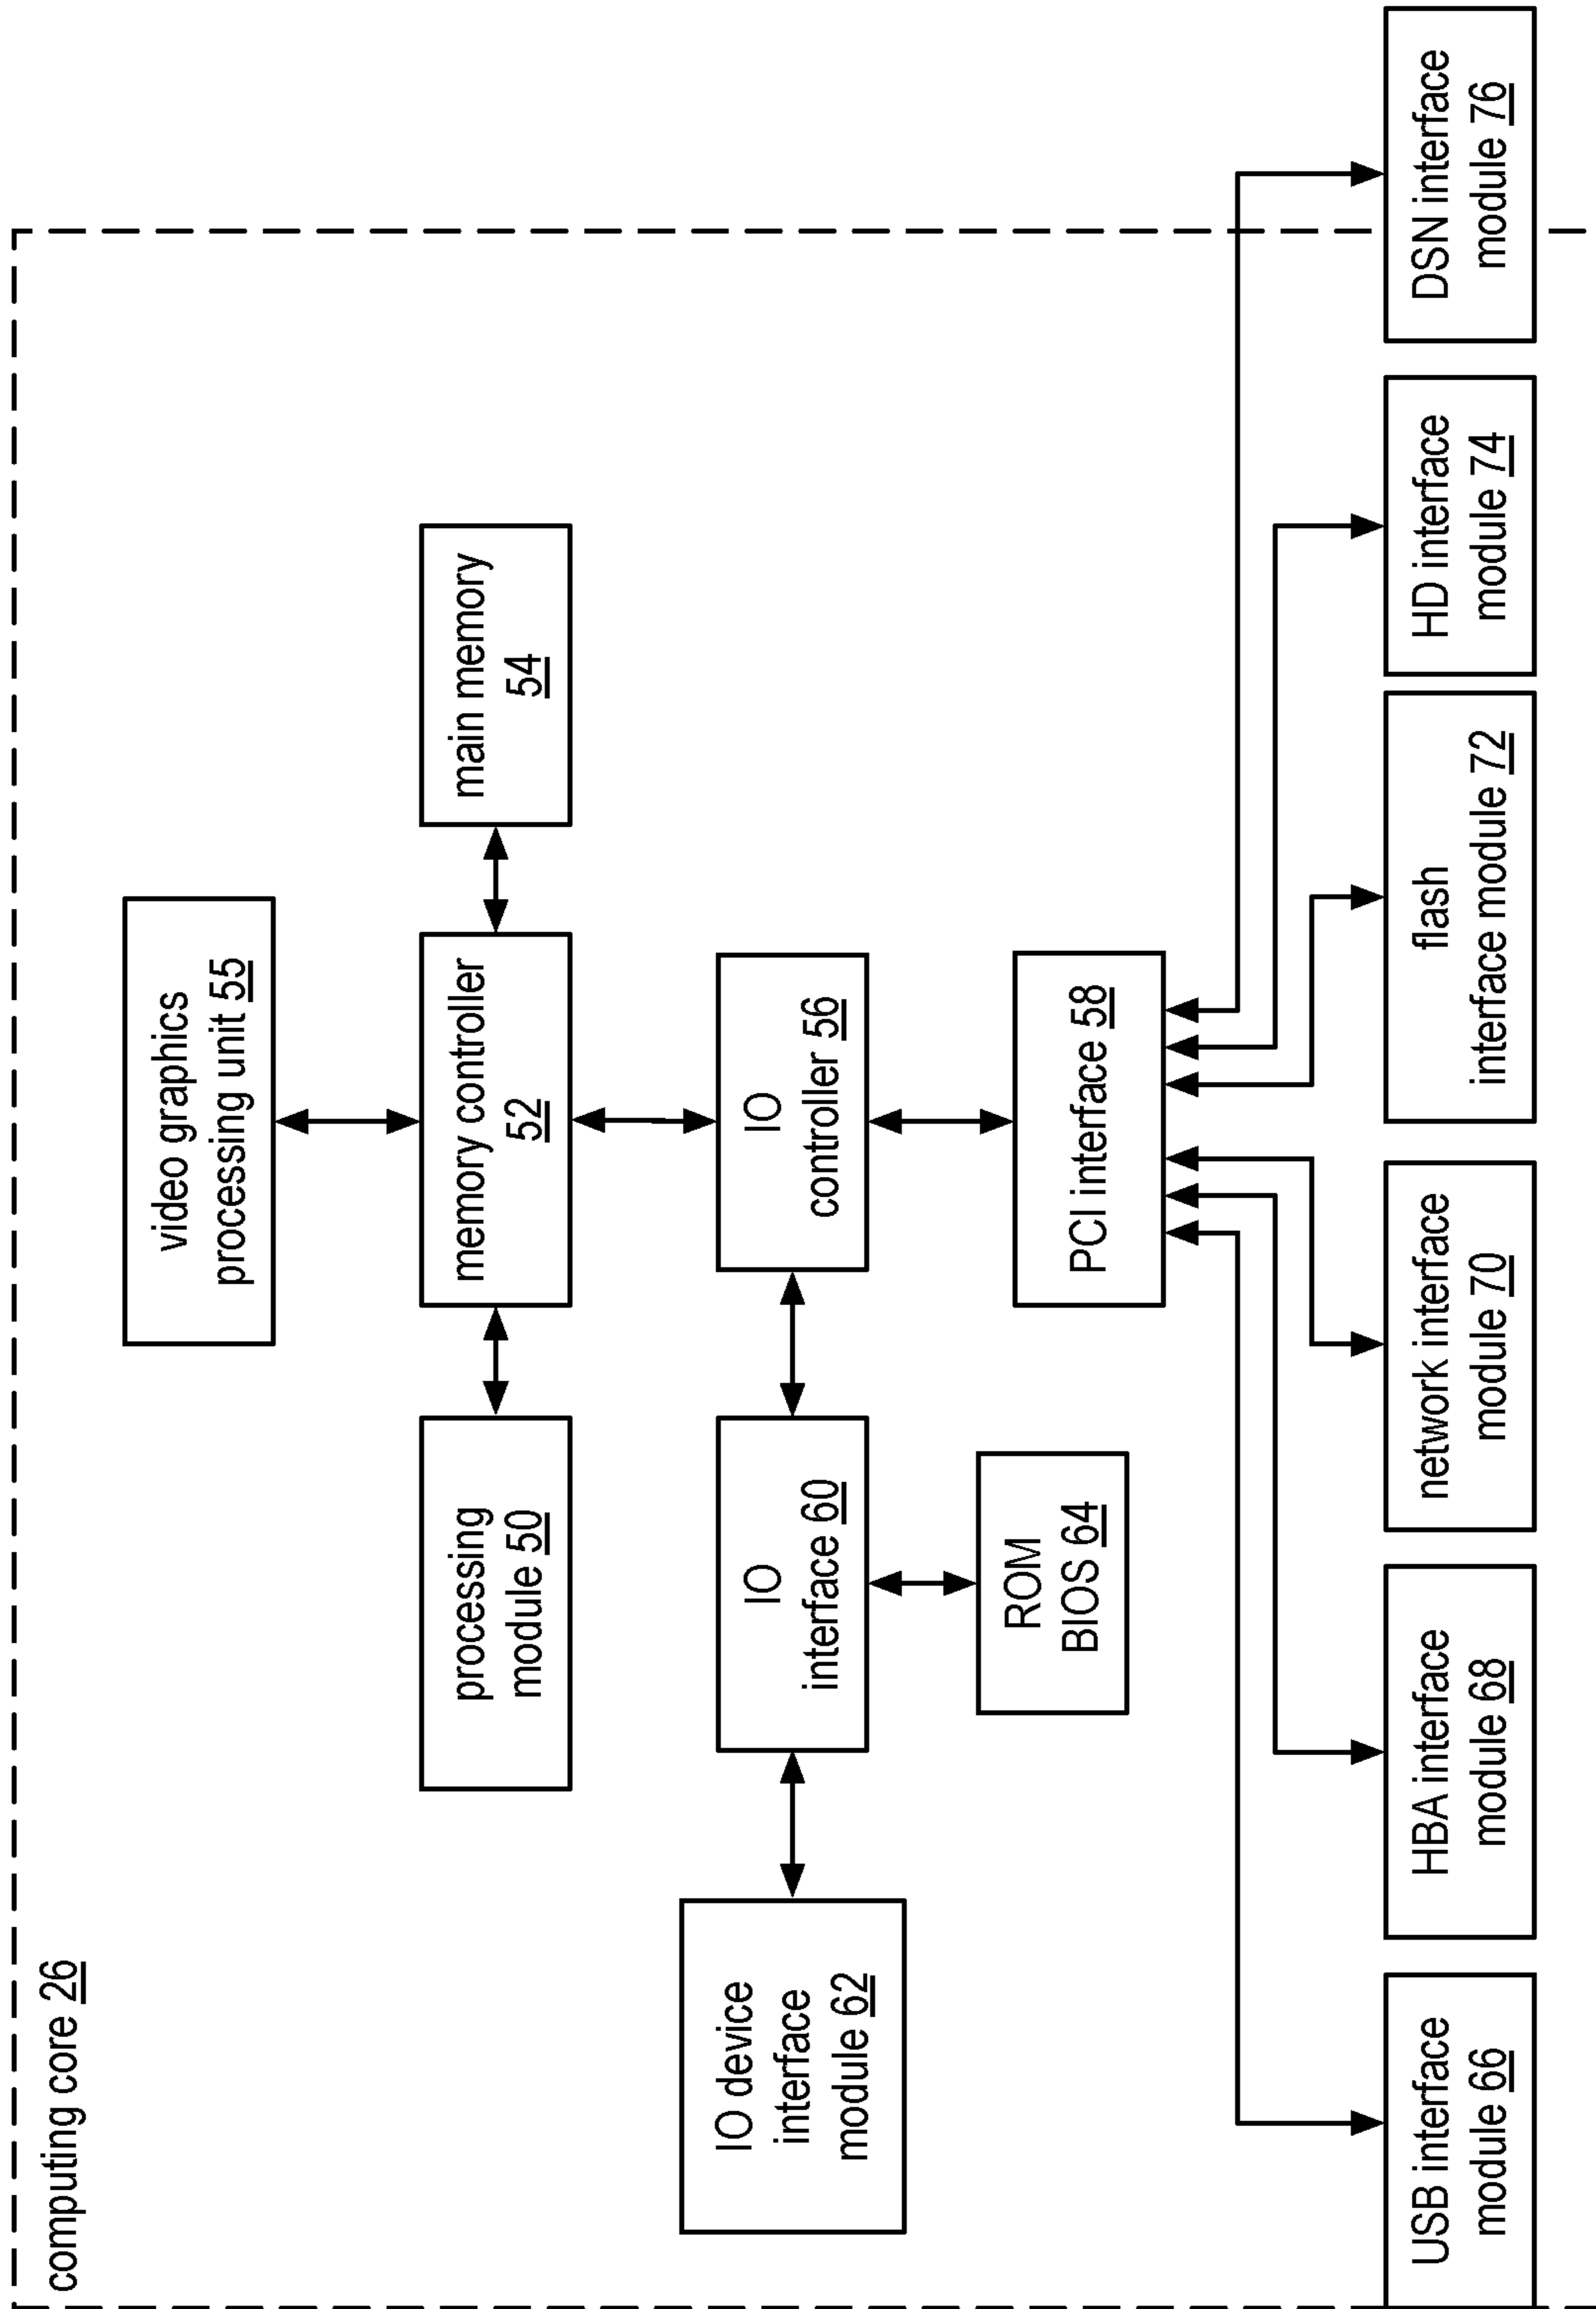 computing core 26
video graphics
processing unit 55
processing
module 50
memory controller
52
main memory
54
IO device
interface
module 62
IO
interface 60
IO
controller 56
ROM
BIOS 64
PCI interface 58
USB interface
module 66
HBA interface
module 68
network interface
module 70
flash
interface module 72
HD interface
module 74
DSN interface
module 76